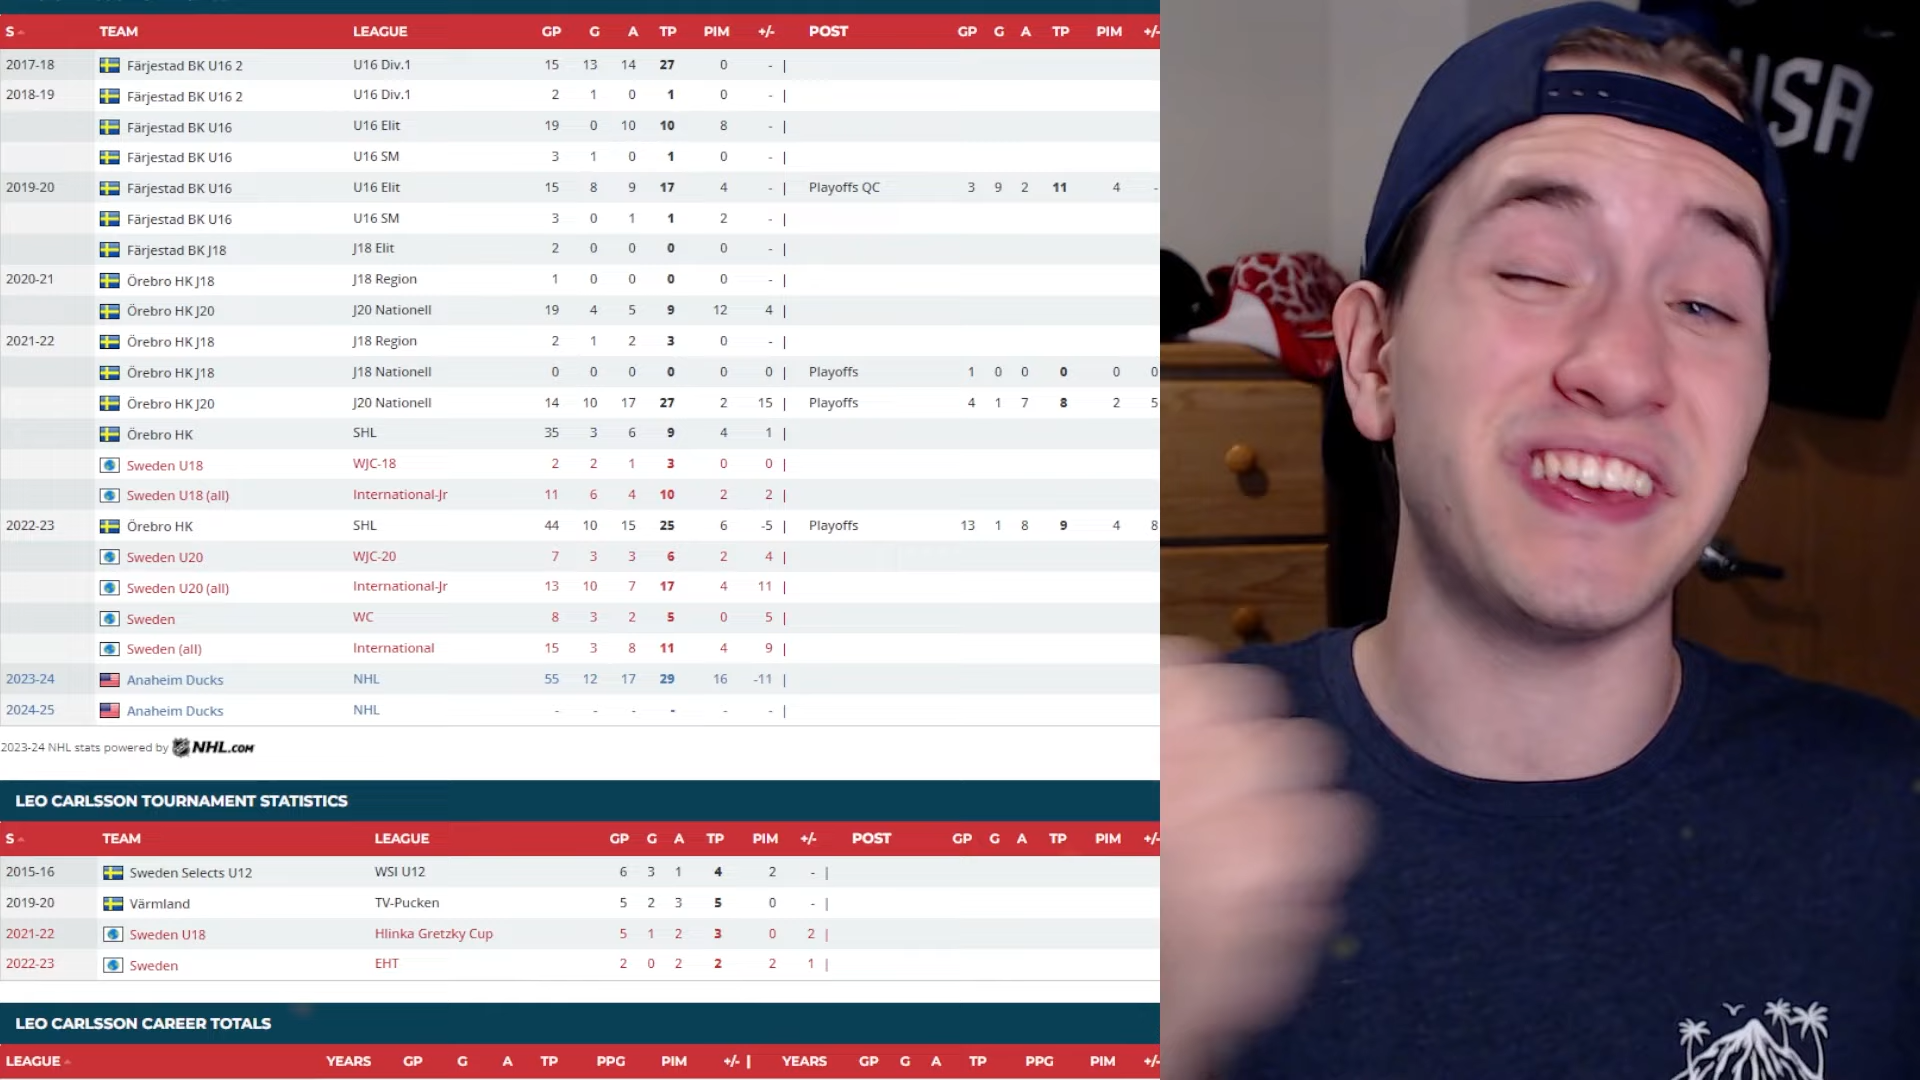 S TEAM LEAGUE GP G A TP PIM +/- POST GP G A TP PIM +/-
2017-18 Färjestad BK U16 2 U16 Div.1 15 13 14 27 0 - |
2018-19 Färjestad BK U16 2 U16 Div.1 2 1 0 1 0 - |
Färjestad BK U16 U16 Elit 19 0 10 10 8 - |
Färjestad BK U16 U16 SM 3 1 0 1 0 - |
2019-20 Färjestad BK U16 U16 Elit 15 8 9 17 4 - | Playoffs QC 3 9 2 11 4 -
Färjestad BK U16 U16 SM 3 0 1 1 2 - |
Färjestad BK J18 J18 Elit 2 0 0 0 0 - |
2020-21 Örebro HK J18 J18 Region 1 0 0 0 0 - |
Örebro HK J20 J20 Nationell 19 4 5 9 12 4 |
2021-22 Örebro HK J18 J18 Region 2 1 2 3 0 - |
Örebro HK J18 J18 Nationell 0 0 0 0 0 0 | Playoffs 1 0 0 0 0 0
Örebro HK J20 J20 Nationell 14 10 17 27 2 15 | Playoffs 4 1 7 8 2 5
Örebro HK SHL 35 3 6 9 4 1 |
Sweden U18 WJC-18 2 2 1 3 0 0 |
Sweden U18 (all) International-Jr 11 6 4 10 2 2 |
2022-23 Örebro HK SHL 44 10 15 25 6 -5 | Playoffs 13 1 8 9 4 8
Sweden U20 WJC-20 7 3 3 6 2 4 |
Sweden U20 (all) International-Jr 13 10 7 17 4 11 |
Sweden WC 8 3 2 5 0 5 |
Sweden (all) International 15 3 8 11 4 9 |
2023-24 Anaheim Ducks NHL 55 12 17 29 16 -11 |
2024-25 Anaheim Ducks NHL - - - - - - |
2023-24 NHL stats powered by NHL.COM
LEO CARLSSON TOURNAMENT STATISTICS
S TEAM LEAGUE GP G A TP PIM +/- POST GP G A TP PIM +/-
2015-16 Sweden Selects U12 WSI U12 6 3 1 4 2 - |
2019-20 Värmland TV-Pucken 5 2 3 5 0 - |
2021-22 Sweden U18 Hlinka Gretzky Cup 5 1 2 3 0 2 |
2022-23 Sweden EHT 2 0 2 2 2 1 |
LEO CARLSSON CAREER TOTALS
LEAGUE YEARS GP G A TP PPG PIM +/- | YEARS GP G A TP PPG PIM +/-
USA